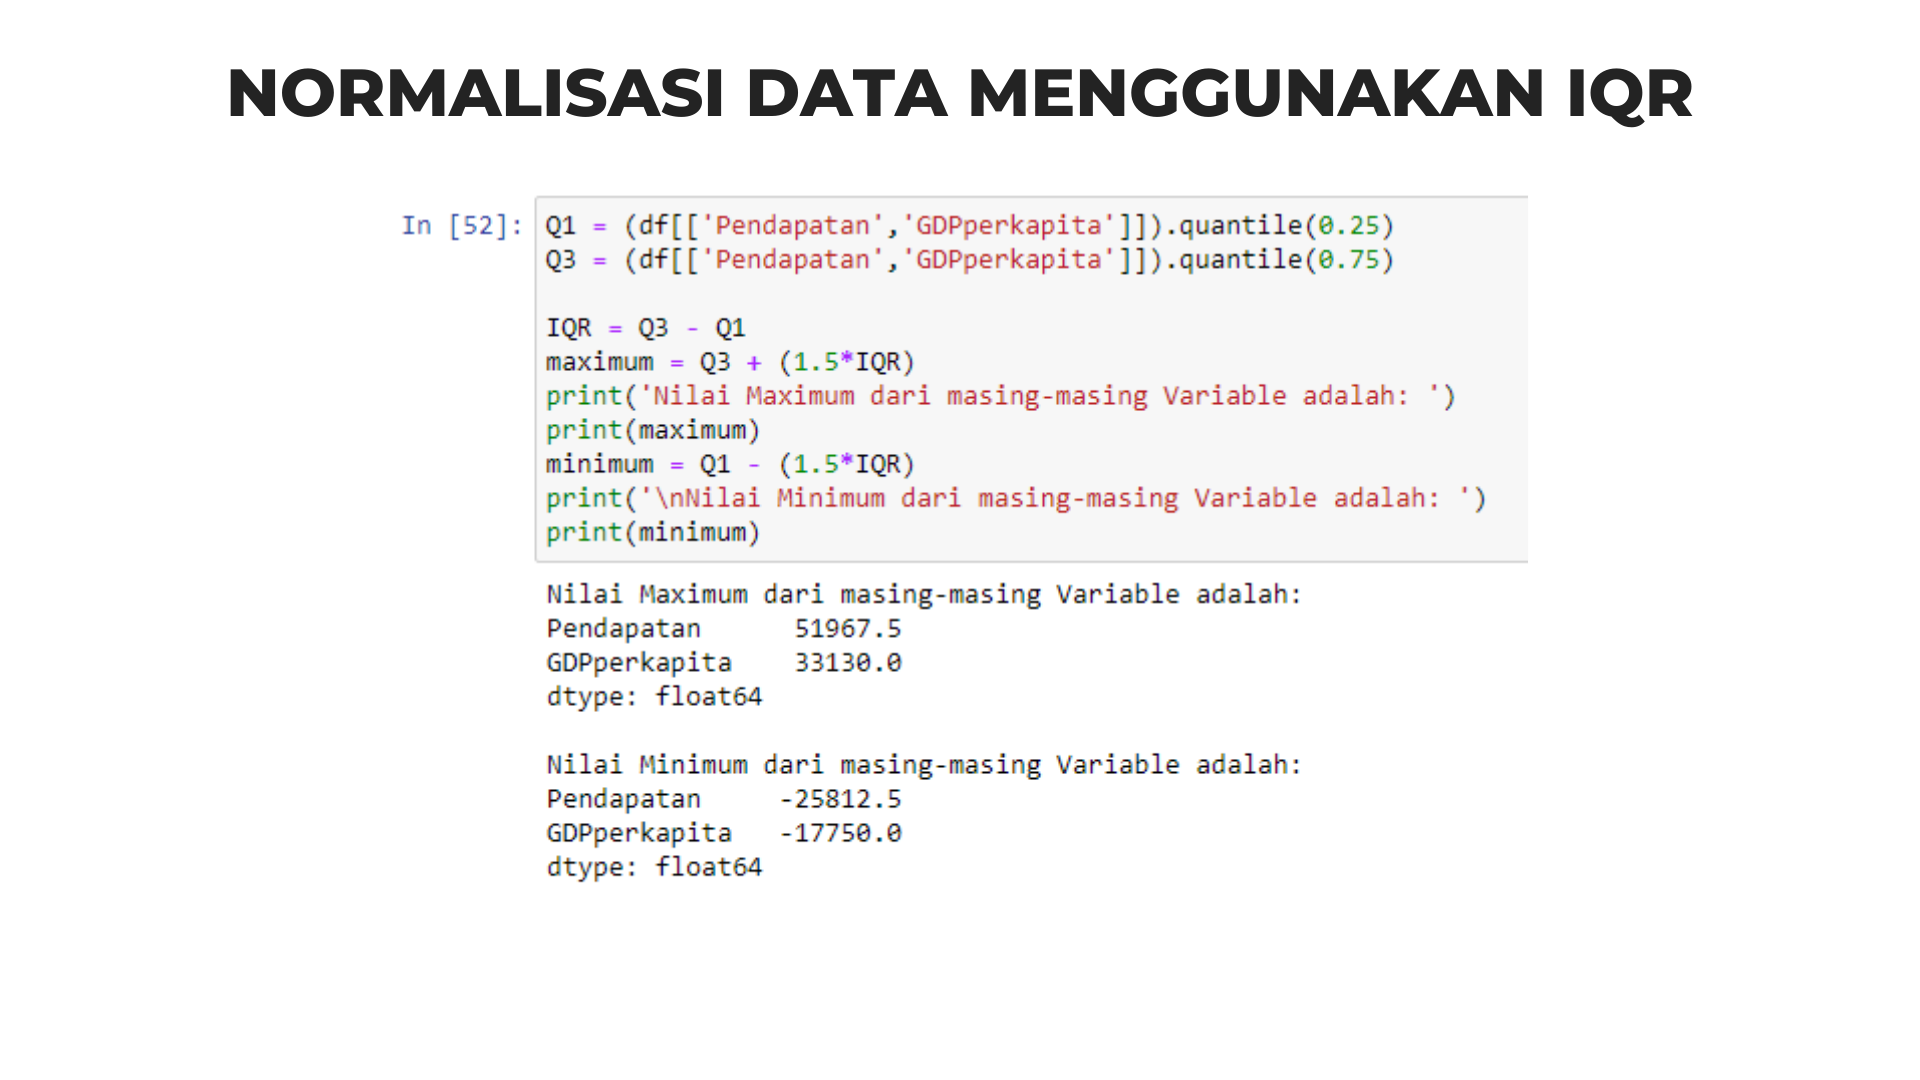 NORMALISASI DATA MENGGUNAKAN IQR
In [52]: Q1 = (df[['Pendapatan','GDPperkapita']]).quantile(0.25)
Q3 = (df[['Pendapatan','GDPperkapita']]).quantile(0.75)
IQR = Q3 - Q1
maximum = Q3 + (1.5*IQR)
print('Nilai Maximum dari masing-masing Variable adalah: ')
print(maximum)
minimum = Q1 - (1.5*IQR)
print('\nNilai Minimum dari masing-masing Variable adalah: ')
print(minimum)
Nilai Maximum dari masing-masing Variable adalah:
Pendapatan      51967.5
GDPperkapita    33130.0
dtype: float64
Nilai Minimum dari masing-masing Variable adalah:
Pendapatan     -25812.5
GDPperkapita   -17750.0
dtype: float64